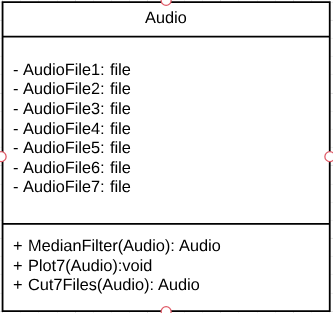 Audio
- AudioFile1: file
- AudioFile2: file
- AudioFile3: file
- AudioFile4: file
- AudioFile5: file
- AudioFile6: file
- AudioFile7: file
+ MedianFilter(Audio): Audio
+ Plot7(Audio):void
+ Cut7Files(Audio): Audio